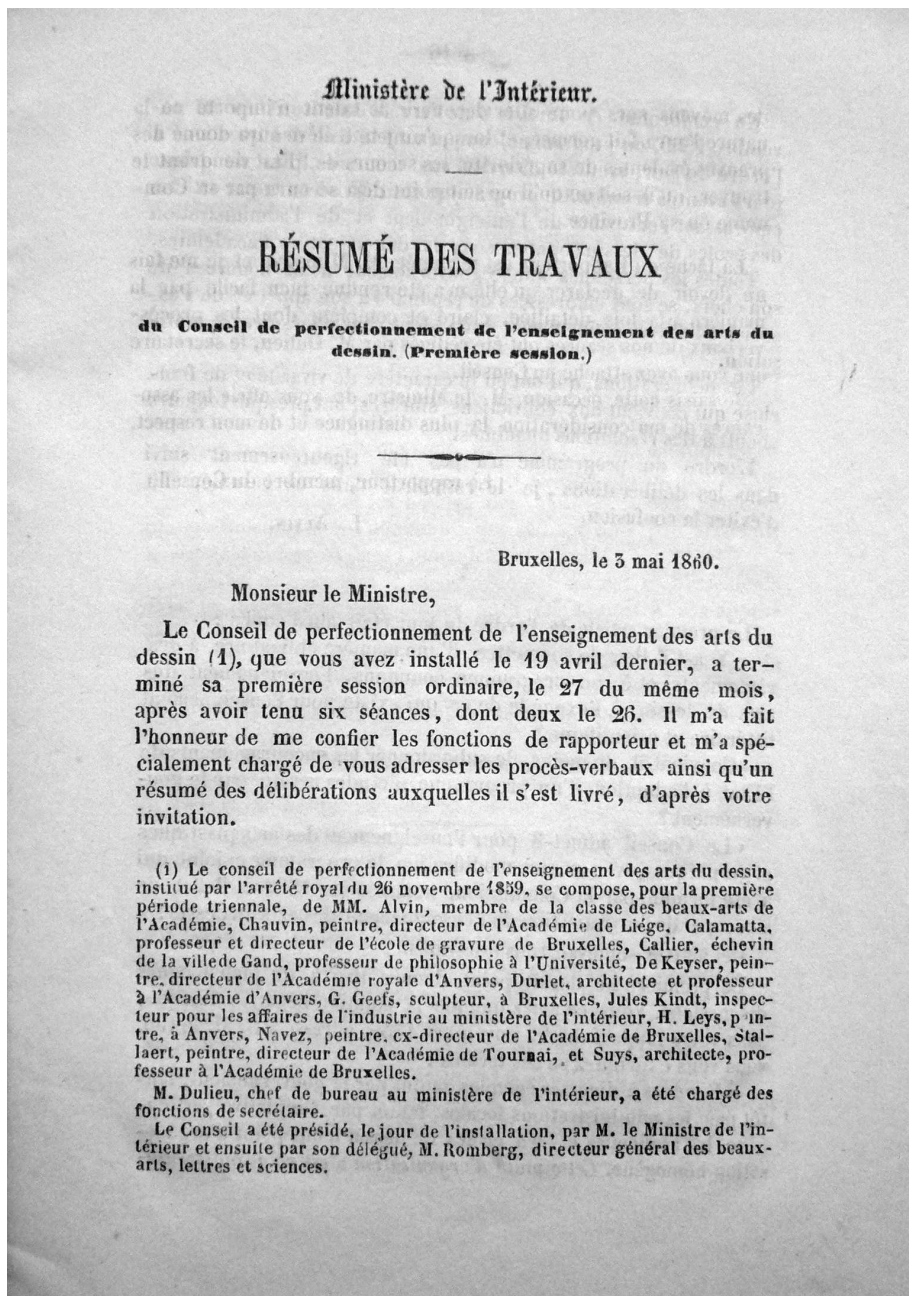 Ministère de l'Intérieur.
RÉSUMÉ DES TRAVAUX
du Conseil de perfectionnement de l'enseignement des arts du
dessin. (Première session.)
Bruxelles, le 3 mai 1860.
Monsieur le Ministre,
Le Conseil de perfectionnement de l'enseignement des arts du
dessin (1), que vous avez installé le 19 avril dernier, a ter-
miné sa première session ordinaire, le 27 du même mois,
après avoir tenu six séances, dont deux le 26. Il m'a fait
l'honneur de me confier les fonctions de rapporteur et m'a spé-
cialement chargé de vous adresser les procès-verbaux ainsi qu'un
résumé des délibérations auxquelles il s'est livré, d'après votre
invitation.
(1) Le conseil de perfectionnement de l'enseignement des arts du dessin,
institué par l'arrêté royal du 26 novembre 1859, se compose, pour la première
période triennale, de MM. Alvin, membre de la classe des beaux-arts de
l'Académie, Chauvin, peintre, directeur de l'Académie de Liége, Calamatta,
professeur et directeur de l'école de gravure de Bruxelles, Callier, échevin
de la ville de Gand, professeur de philosophie à l'Université, De Keyser, pein-
tre, directeur de l'Académie royale d'Anvers, Durlet, architecte et professeur
à l'Académie d'Anvers, G. Geefs, sculpteur, à Bruxelles, Jules Kindt, inspec-
teur pour les affaires de l'industrie au ministère de l'intérieur, H. Leys, pein-
tre, à Anvers, Navez, peintre, ex-directeur de l'Académie de Bruxelles, Stal-
laert, peintre, directeur de l'Académie de Tournai, et Suys, architecte, pro-
fesseur à l'Académie de Bruxelles.
M. Dulieu, chef de bureau au ministère de l'intérieur, a été chargé des
fonctions de secrétaire.
Le Conseil a été présidé, le jour de l'installation, par M. le Ministre de l'in-
térieur et ensuite par son délégué, M. Romberg, directeur général des beaux-
arts, lettres et sciences.